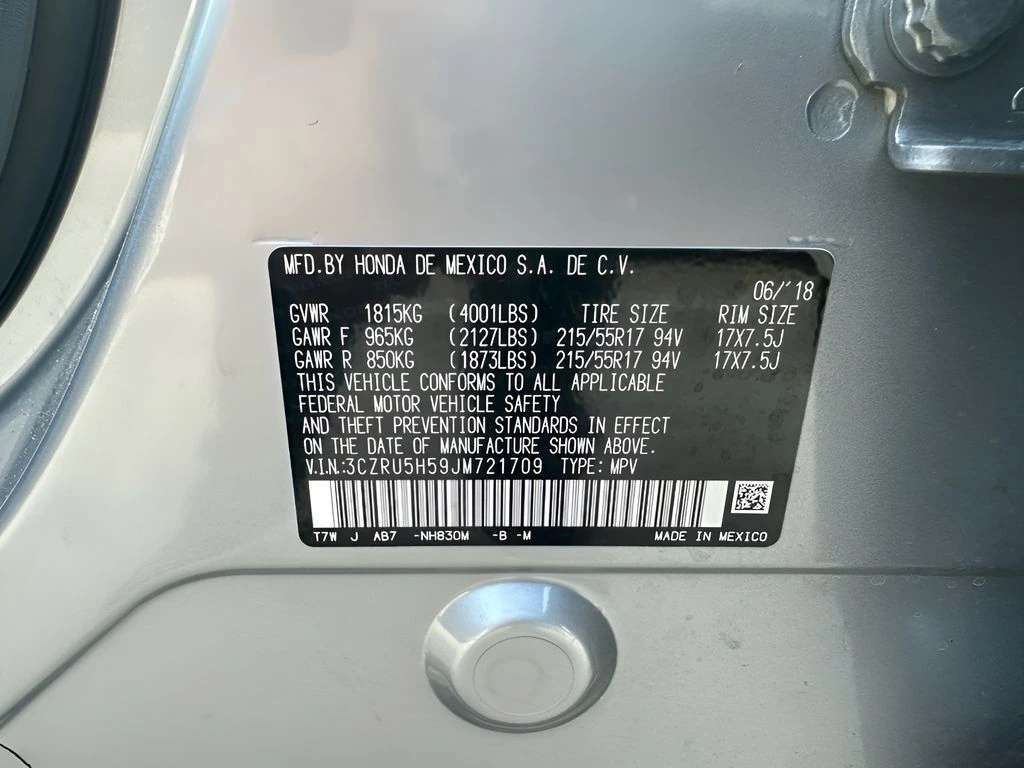 MFD.BY HONDA DE MEXICO S.A. DE C.V.
06/'18
GVWR 1815KG (4001LBS) TIRE SIZE RIM SIZE
GAWR F 965KG (2127LBS) 215/55R17 94V 17X7.5J
GAWR R 850KG (1873LBS) 215/55R17 94V 17X7.5J
THIS VEHICLE CONFORMS TO ALL APPLICABLE
FEDERAL MOTOR VEHICLE SAFETY
AND THEFT PREVENTION STANDARDS IN EFFECT
ON THE DATE OF MANUFACTURE SHOWN ABOVE.
V.I.N.:3CZRU5H59JM721709 TYPE: MPV
T7W J AB7 -NH830M -B -M MADE IN MEXICO